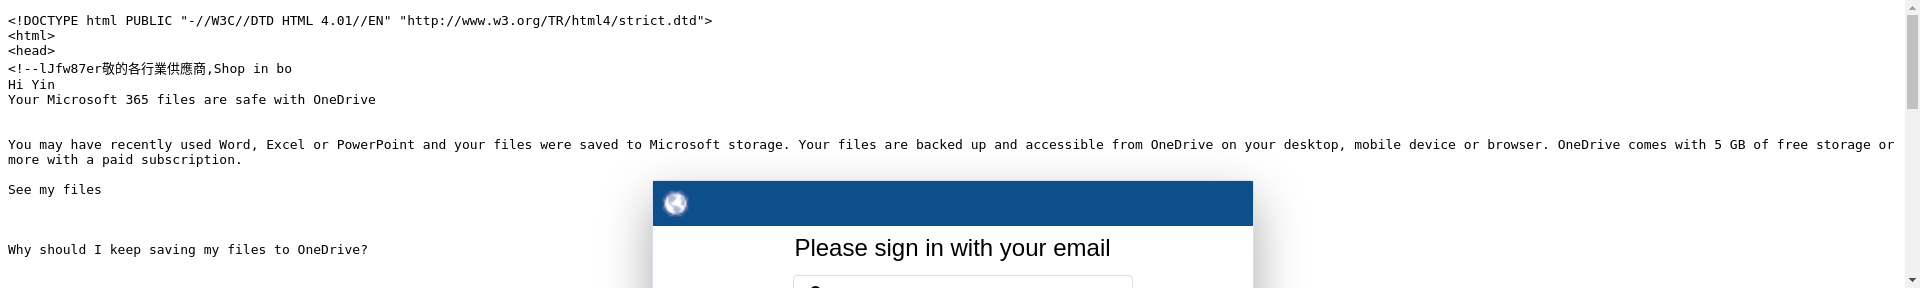 <!DOCTYPE html PUBLIC "-//W3C//DTD HTML 4.01//EN" "http://www.w3.org/TR/html4/strict.dtd">
<html>
<head>
<!--lJfw87er敬的各行業供應商,Shop in bo
Hi Yin
Your Microsoft 365 files are safe with OneDrive
You may have recently used Word, Excel or PowerPoint and your files were saved to Microsoft storage. Your files are backed up and accessible from OneDrive on your desktop, mobile device or browser. OneDrive comes with 5 GB of free storage or
more with a paid subscription.
See my files
Why should I keep saving my files to OneDrive?
Please sign in with your email